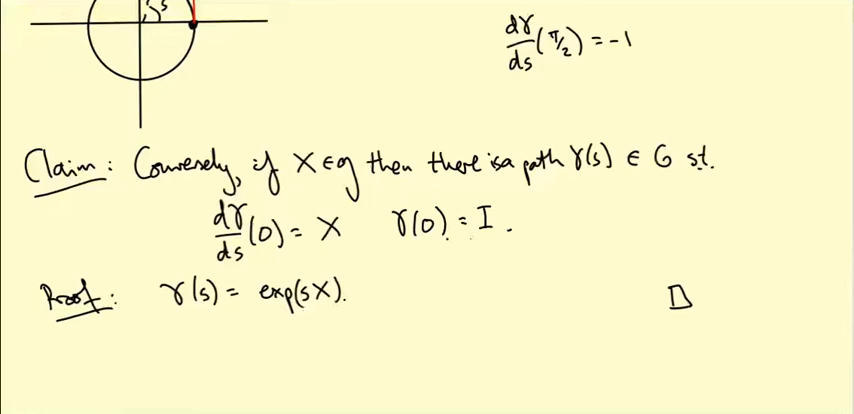 s
dγ/ds (π/2) = -1
Claim: Conversely, if X ∈ 𝔤 then there is a path γ(s) ∈ G s.t.
dγ/ds (0) = X γ(0) = I.
Proof: γ(s) = exp(sX). □